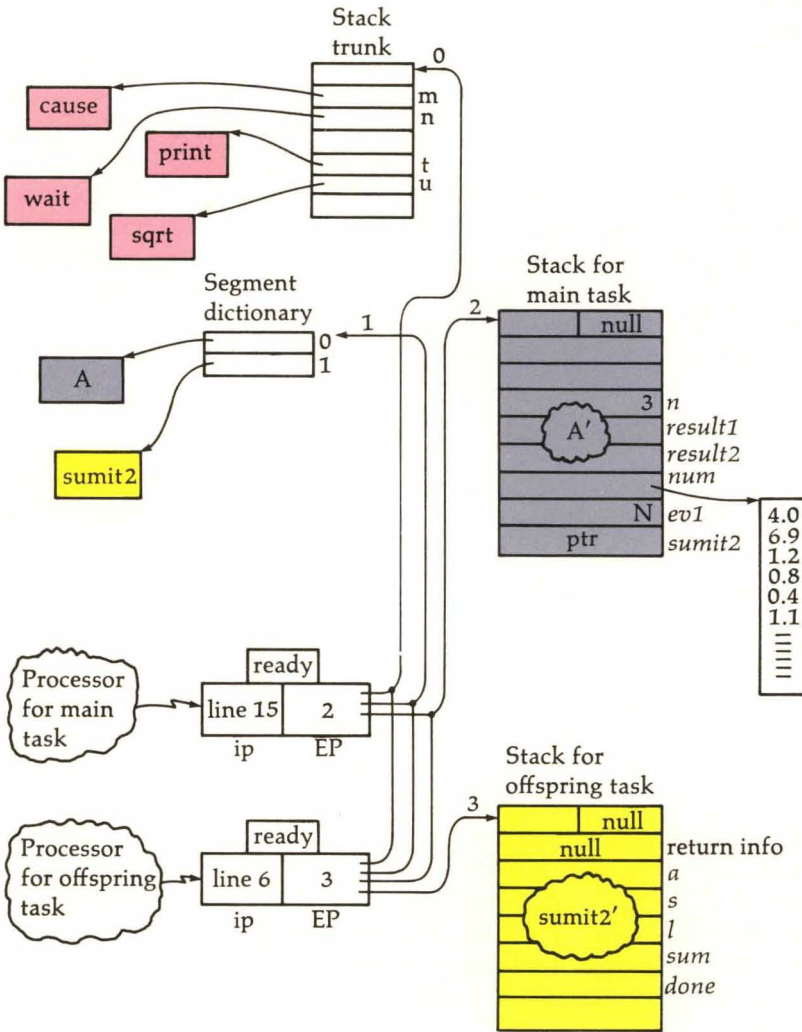 Stack
trunk
0
cause
m
n
print
t
u
wait
sqrt
Segment
dictionary
1
0
1
A
sumit2
Stack for
main task
2
null
3 n
A' result1
result2
num
N ev1
ptr sumit2
4.0
6.9
1.2
0.8
0.4
1.1
Processor
for main
task
ready
line 15 2
ip EP
Stack for
offspring task
3
null
null return info
a
s
sumit2' l
sum
done
Processor
for offspring
task
ready
line 6 3
ip EP